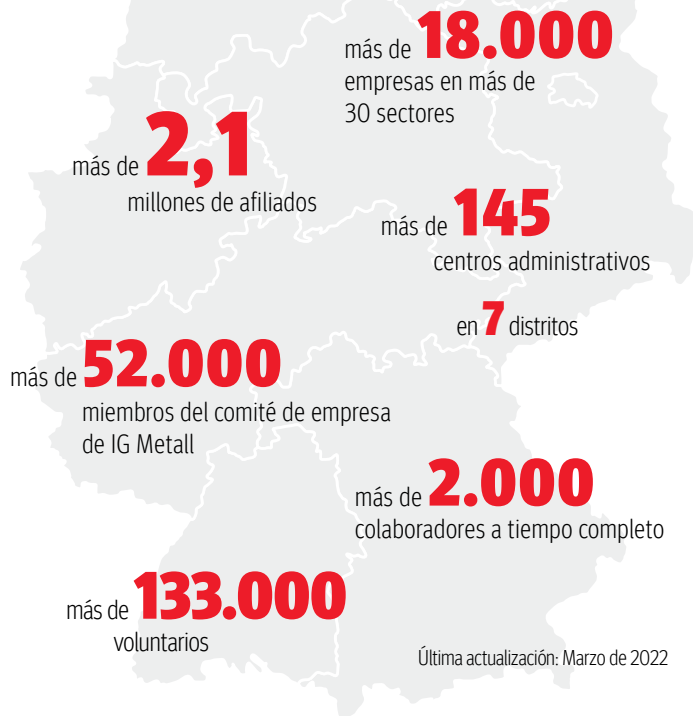 más de 18.000
empresas en más de
30 sectores
más de 2,1
millones de afiliados
más de 145
centros administrativos
en 7 distritos
más de 52.000
miembros del comité de empresa
de IG Metall
más de 2.000
colaboradores a tiempo completo
más de 133.000
voluntarios
Última actualización: Marzo de 2022